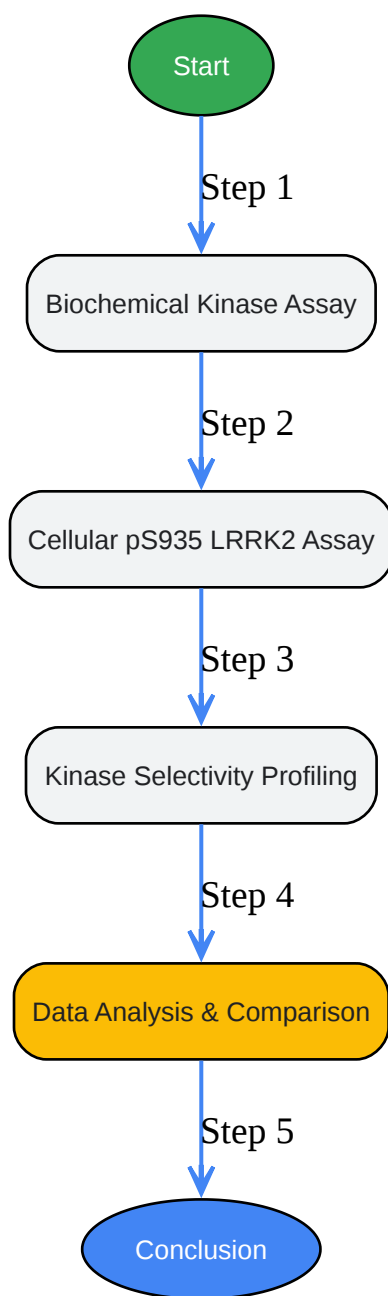 Start
Step 1
Biochemical Kinase Assay
Step 2
Cellular pS935 LRRK2 Assay
Step 3
Kinase Selectivity Profiling
Step 4
Data Analysis & Comparison
Step 5
Conclusion